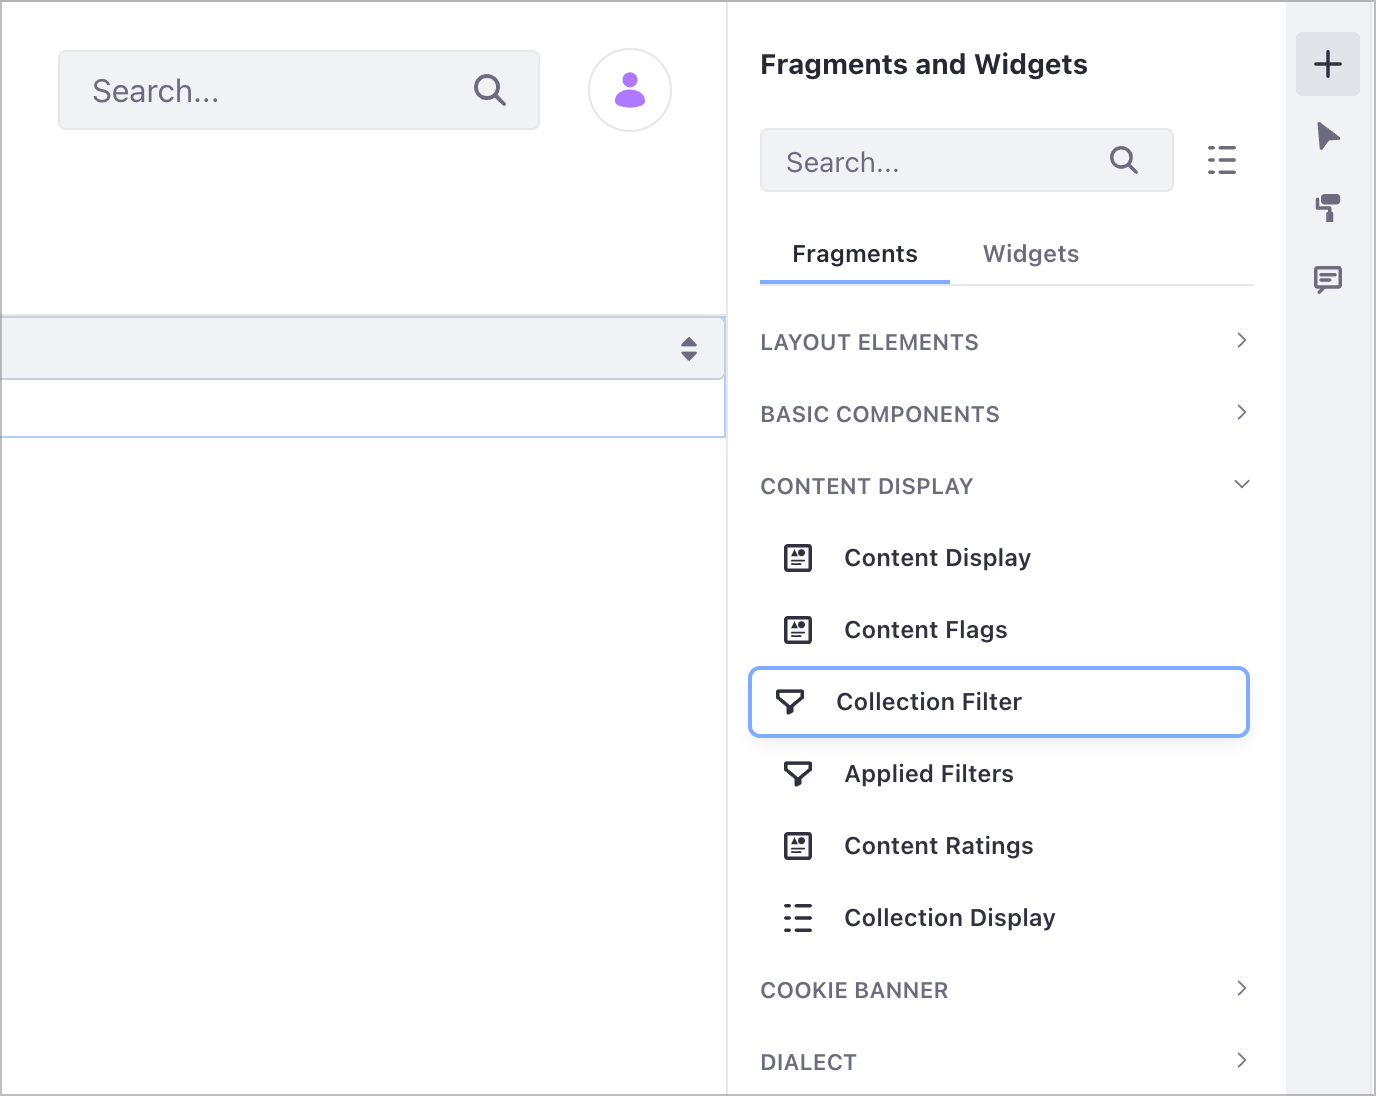 Search...
Fragments and Widgets
Search...
Fragments
Widgets
LAYOUT ELEMENTS
BASIC COMPONENTS
CONTENT DISPLAY
Content Display
Content Flags
Collection Filter
Applied Filters
Content Ratings
Collection Display
COOKIE BANNER
DIALECT